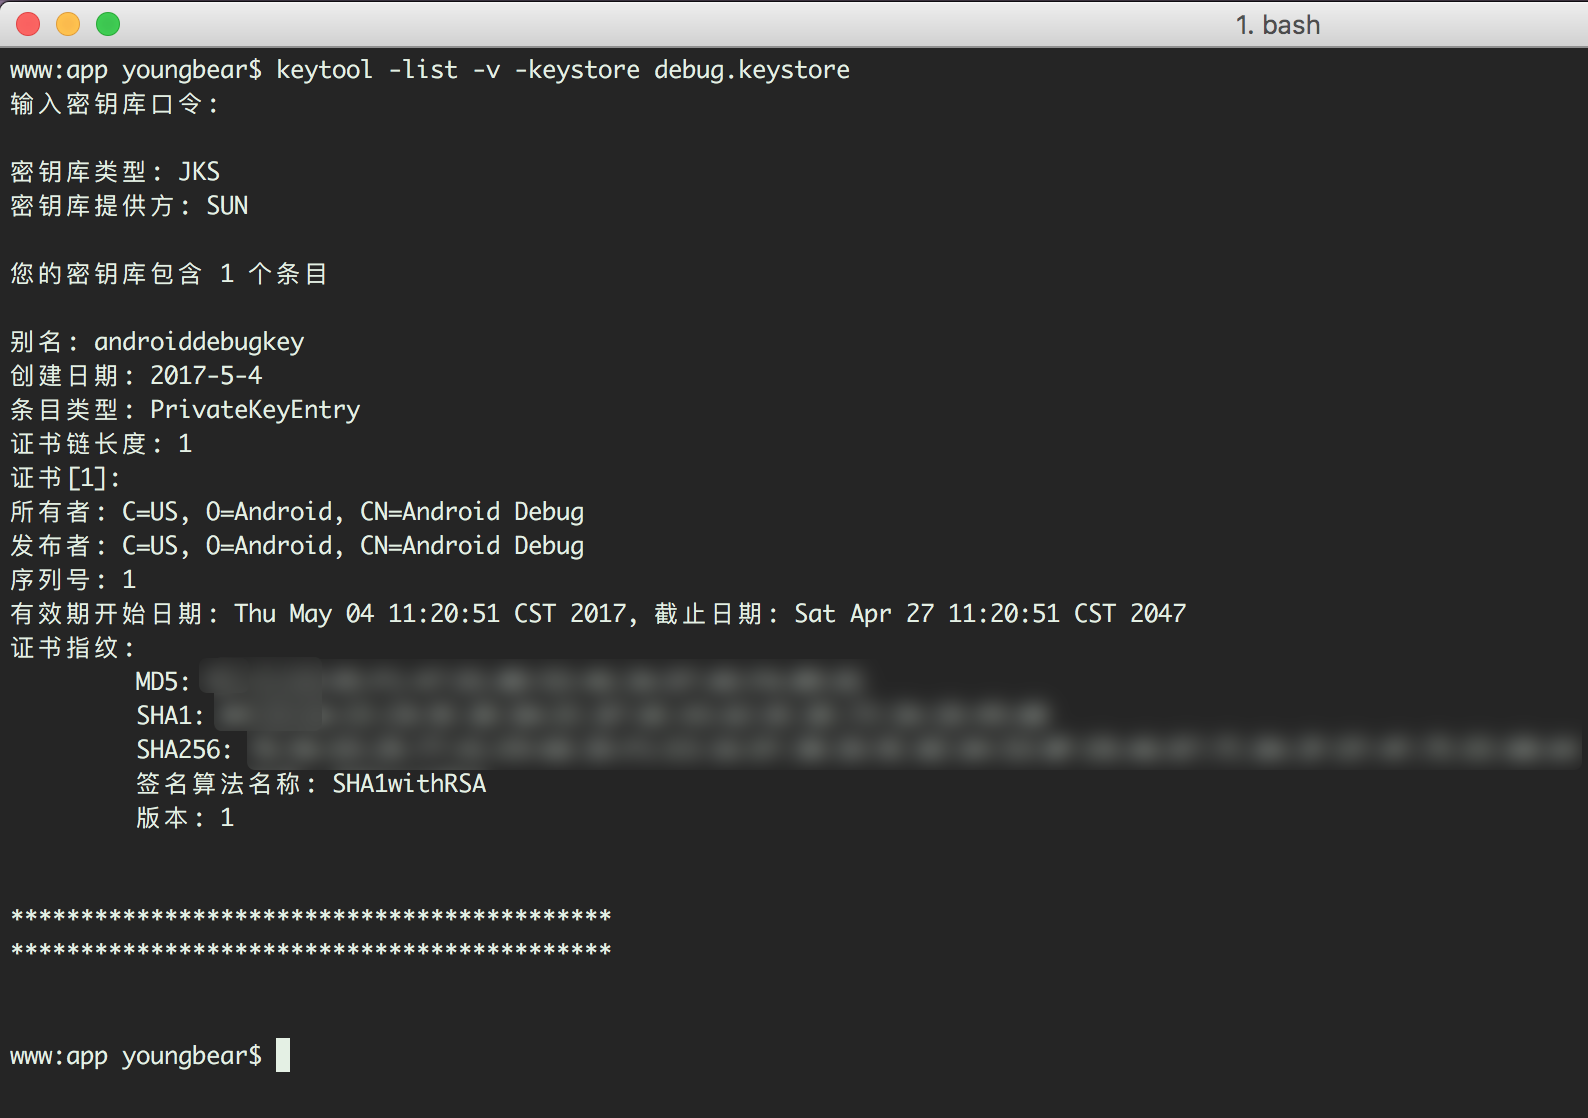 1. bash
www:app youngbear$ keytool -list -v -keystore debug.keystore
输入密钥库口令:
密钥库类型: JKS
密钥库提供方: SUN
您的密钥库包含 1 个条目
别名: androiddebugkey
创建日期: 2017-5-4
条目类型: PrivateKeyEntry
证书链长度: 1
证书[1]:
所有者: C=US, O=Android, CN=Android Debug
发布者: C=US, O=Android, CN=Android Debug
序列号: 1
有效期开始日期: Thu May 04 11:20:51 CST 2017, 截止日期: Sat Apr 27 11:20:51 CST 2047
证书指纹:
MD5:
SHA1:
SHA256:
签名算法名称: SHA1withRSA
版本: 1
*******************************************
*******************************************
www:app youngbear$